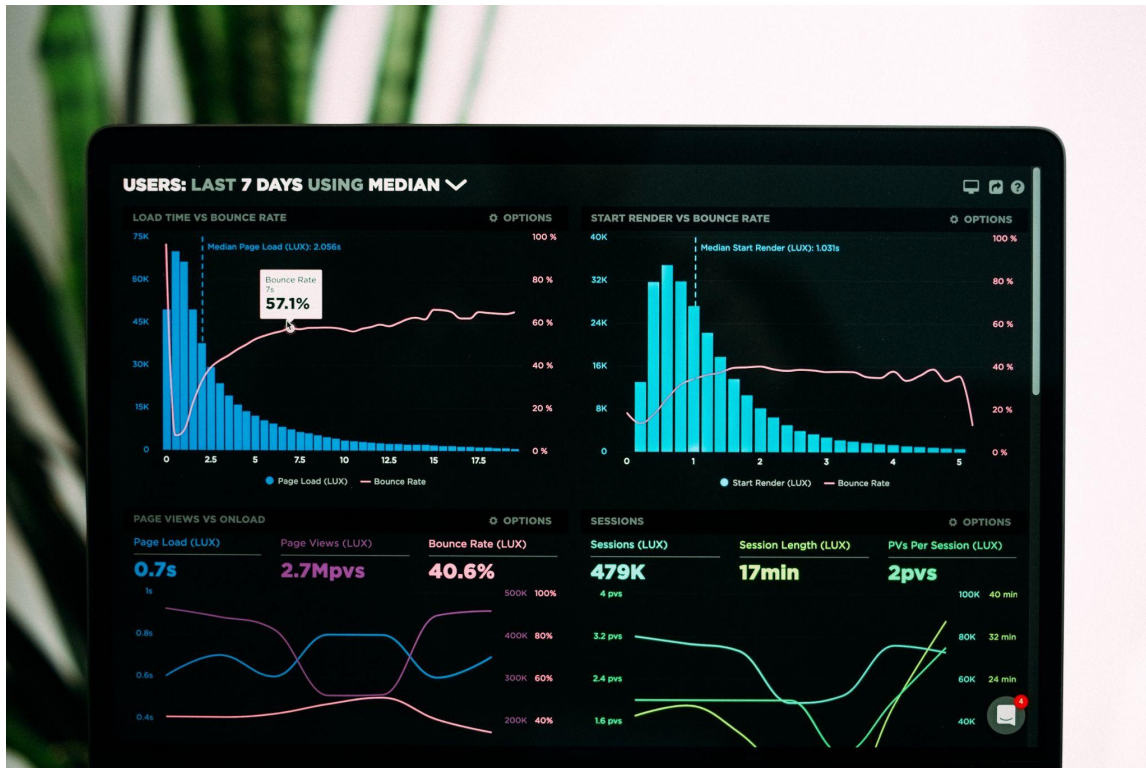 USERS: LAST 7 DAYS USING MEDIAN
LOAD TIME VS BOUNCE RATE
OPTIONS
75K
60K
45K
30K
15K
0
Median Page Load (LUX): 2.056s
Bounce Rate
7s
57.1%
100 %
80 %
60 %
40 %
20 %
0 %
0 2.5 5 7.5 10 12.5 15 17.5
Page Load (LUX) Bounce Rate
START RENDER VS BOUNCE RATE
OPTIONS
40K
32K
24K
16K
8K
0
Median Start Render (LUX): 1.031s
100 %
80 %
60 %
40 %
20 %
0 %
0 1 2 3 4 5
Start Render (LUX) Bounce Rate
PAGE VIEWS VS ONLOAD
OPTIONS
Page Load (LUX) Page Views (LUX) Bounce Rate (LUX)
0.7s 2.7Mpvs 40.6%
1s
0.8s
0.6s
0.4s
500K 100%
400K 80%
300K 60%
200K 40%
SESSIONS
OPTIONS
Sessions (LUX) Session Length (LUX) PVs Per Session (LUX)
479K 17min 2pvs
4 pvs
3.2 pvs
2.4 pvs
1.6 pvs
100K 40 min
80K 32 min
60K 24 min
40K
4